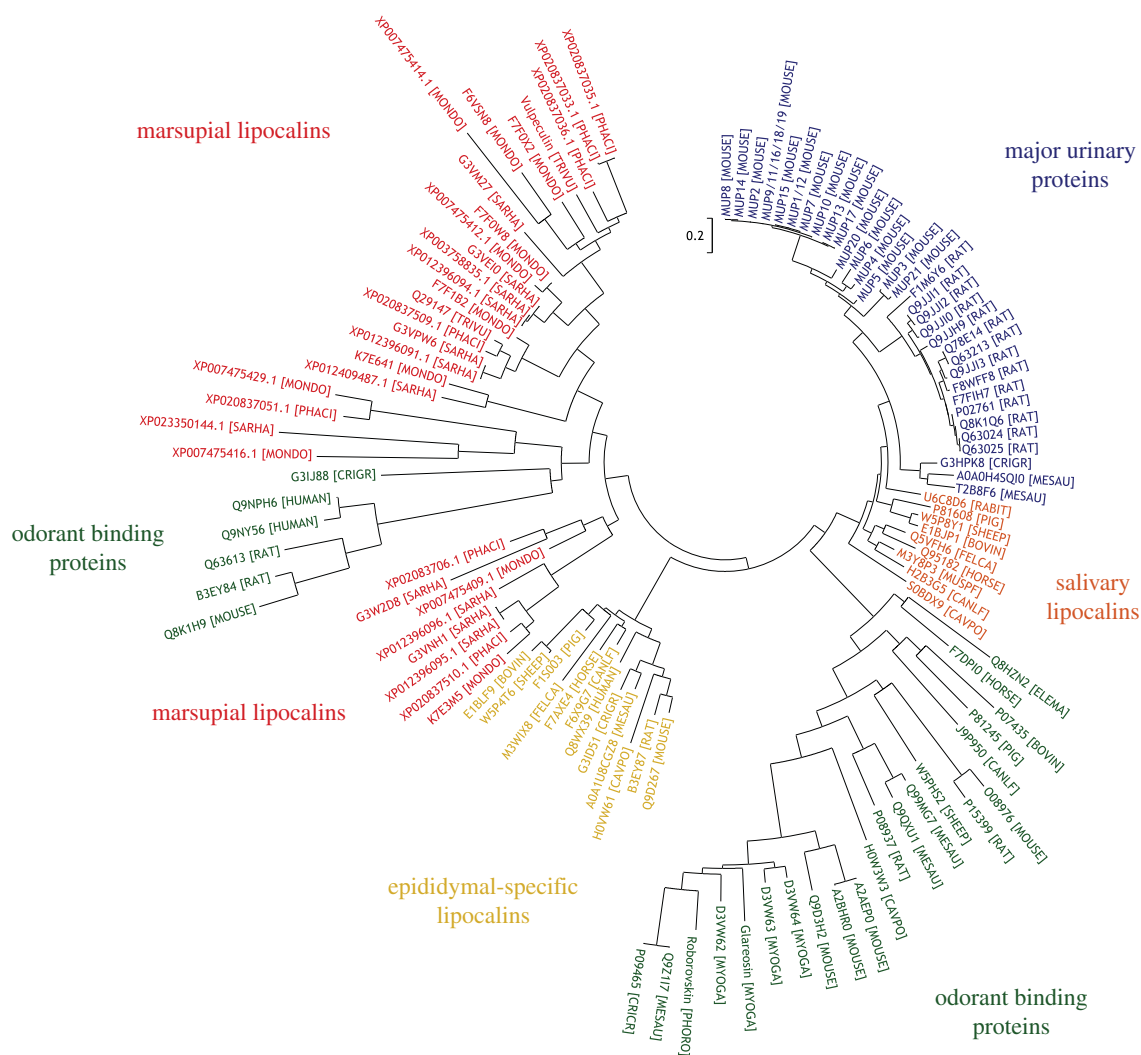 marsupial lipocalins
XP007475414.1 [MONDO]
F6VSN8 [MONDO]
F7F0X2 [MONDO]
Vulpeculin [TRIVU]
XP020837036.1 [PHACI]
XP020837033.1 [PHACI]
XP020837035.1 [PHACI]
G3VM27 [SARHA]
XP007475412.1 [MONDO]
F7F0W8 [MONDO]
XP003758835.1 [SARHA]
G3VEI0 [SARHA]
XP012396094.1 [SARHA]
F7F1B2 [MONDO]
Q29147 [TRIVU]
XP020837509.1 [PHACI]
G3VPW6 [SARHA]
XP012396091.1 [SARHA]
K7E641 [MONDO]
XP012409487.1 [SARHA]
XP007475429.1 [MONDO]
XP020837051.1 [PHACI]
XP023350144.1 [SARHA]
XP007475416.1 [MONDO]
G3IJ88 [CRIGR]
Q9NPH6 [HUMAN]
Q9NY56 [HUMAN]
Q63613 [RAT]
B3EY84 [RAT]
Q8K1H9 [MOUSE]
odorant binding
proteins
XP02083706.1 [PHACI]
G3W2D8 [SARHA]
XP007475409.1 [MONDO]
XP012396096.1 [SARHA]
G3VNH1 [SARHA]
XP012396095.1 [SARHA]
XP020837510.1 [PHACI]
K7E3M5 [MONDO]
marsupial lipocalins
E1BLF9 [BOVIN]
W5P4T6 [SHEEP]
F1S003 [PIG]
M3WIX8 [FELCA]
F7AXE4 [HORSE]
F6X9G7 [CANLF]
Q8WX39 [HUMAN]
G3ID51 [CRIGR]
A0A1U8CGZ8 [MESAU]
H0VW61 [CAVPO]
B3EY87 [RAT]
Q9D267 [MOUSE]
epididymal-specific
lipocalins
0.2
MUP8 [MOUSE]
MUP14 [MOUSE]
MUP2 [MOUSE]
MUP9/11/16/18/19 [MOUSE]
MUP15 [MOUSE]
MUP1/12 [MOUSE]
MUP7 [MOUSE]
MUP10 [MOUSE]
MUP13 [MOUSE]
MUP17 [MOUSE]
MUP20 [MOUSE]
MUP6 [MOUSE]
MUP4 [MOUSE]
MUP5 [MOUSE]
MUP3 [MOUSE]
MUP21 [MOUSE]
F1M6Y6 [RAT]
Q9JJI1 [RAT]
Q9JJI2 [RAT]
Q9JJI0 [RAT]
Q9JJH9 [RAT]
Q78E14 [RAT]
Q63213 [RAT]
Q9JJI3 [RAT]
F8WFF8 [RAT]
F7FIH7 [RAT]
P02761 [RAT]
Q8K1Q6 [RAT]
Q63024 [RAT]
Q63025 [RAT]
G3HPK8 [CRIGR]
A0A0H4SQI0 [MESAU]
T2B8F6 [MESAU]
major urinary
proteins
U6C8D6 [RABIT]
P81608 [PIG]
W5P8Y1 [SHEEP]
E1BJP1 [BOVIN]
Q5VFH6 [FELCA]
Q95182 [HORSE]
M3Y8P3 [MUSPF]
H2B3G5 [CANLF]
S0BDX9 [CAVPO]
salivary
lipocalins
Q8HZN2 [ELEMA]
F7DPI0 [HORSE]
P07435 [BOVIN]
P81245 [PIG]
J9P950 [CANLF]
O08976 [MOUSE]
P15399 [RAT]
W5PHS2 [SHEEP]
Q99MG7 [MESAU]
Q9QXU1 [MESAU]
P08937 [RAT]
H0W3W3 [CAVPO]
A2AEP0 [MOUSE]
A2BHR0 [MOUSE]
Q9D3H2 [MOUSE]
D3VW64 [MYOGA]
D3VW63 [MYOGA]
Glareosin [MYOGA]
D3VW62 [MYOGA]
Roborovskin [PHORO]
Q9Z1I7 [MESAU]
P09465 [CRICR]
odorant binding
proteins